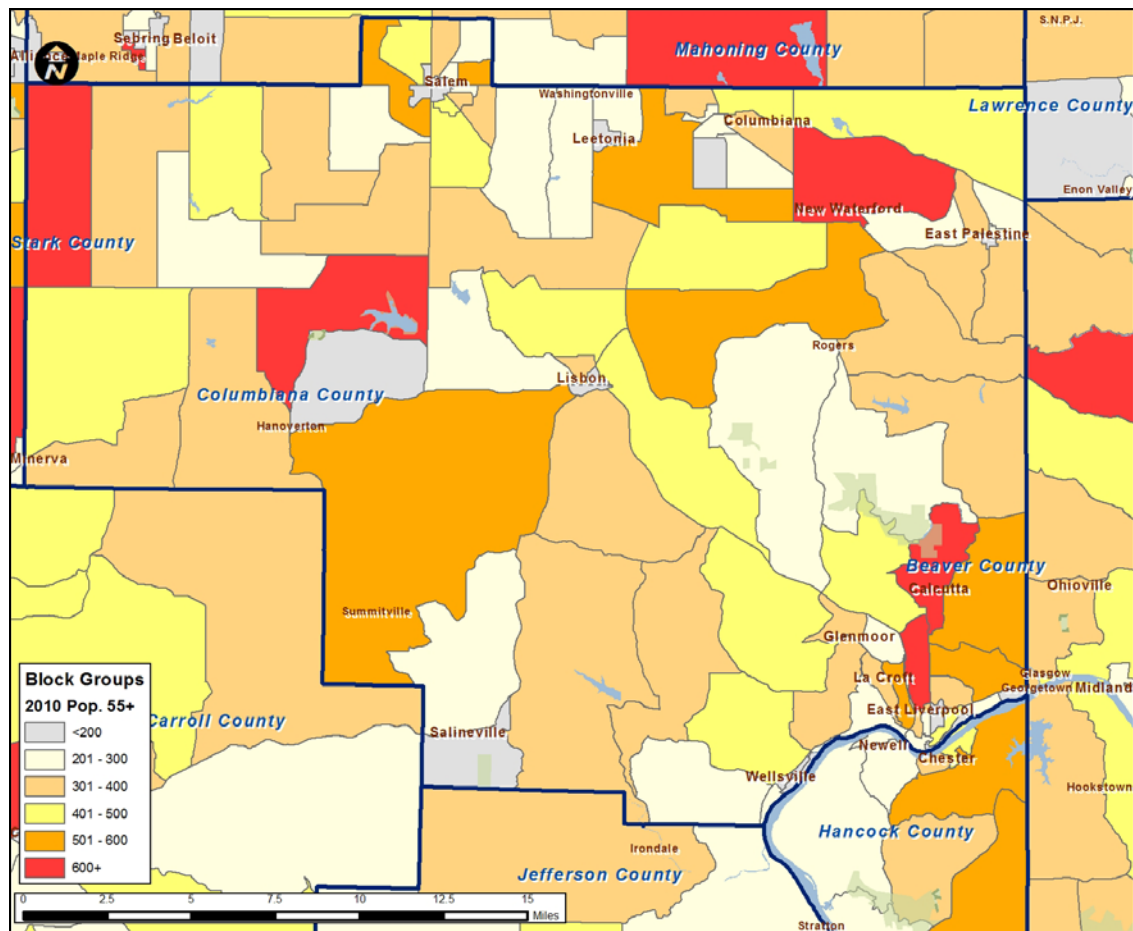 S.N.P.J.
Sebring Beloit
Mahoning County
Alliance Maple Ridge
N
Salem
Washingtonville
Lawrence County
Columbiana
Leetonia
Enon Valley
New Waterford
East Palestine
Stark County
Rogers
Lisbon
Columbiana County
Hanoverton
Minerva
Beaver County
Calcutta
Ohioville
Summitville
Glenmoor
Block Groups
2010 Pop. 55+
<200
201 - 300
301 - 400
401 - 500
501 - 600
600+
La Croft
Glasgow
Georgetown Midland
East Liverpool
Carroll County
Salineville
Newell
Chester
Wellsville
Hookstown
Hancock County
Irondale
Jefferson County
0 2.5 5 7.5 10 15
Miles
Stratton